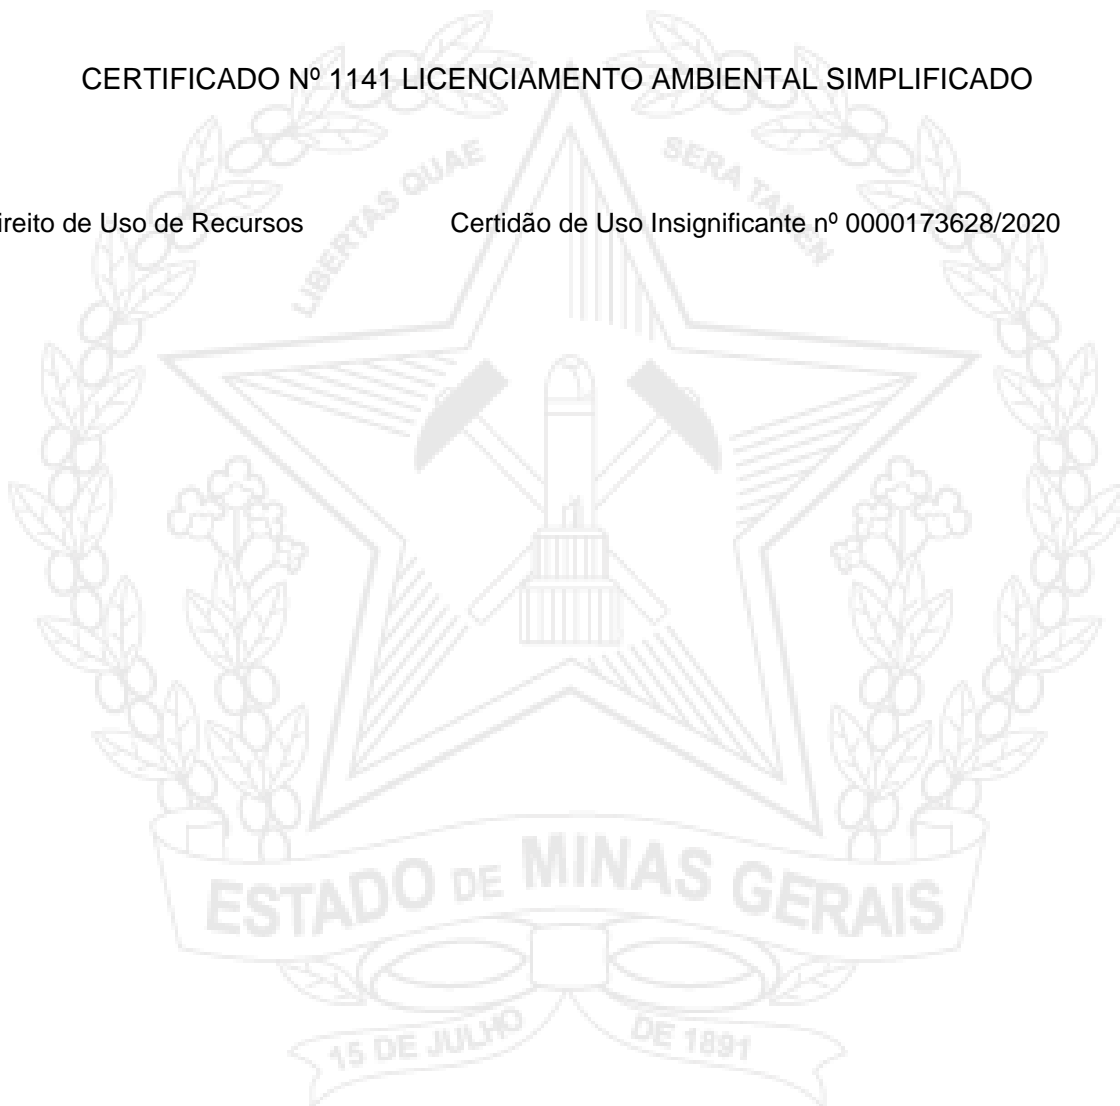 CERTIFICADO Nº 1141 LICENCIAMENTO AMBIENTAL SIMPLIFICADO
LIBERTAS QUAE SERA TAMEN
ireito de Uso de Recursos Certidão de Uso Insignificante nº 0000173628/2020
ESTADO DE MINAS GERAIS
15 DE JULHO DE 1891